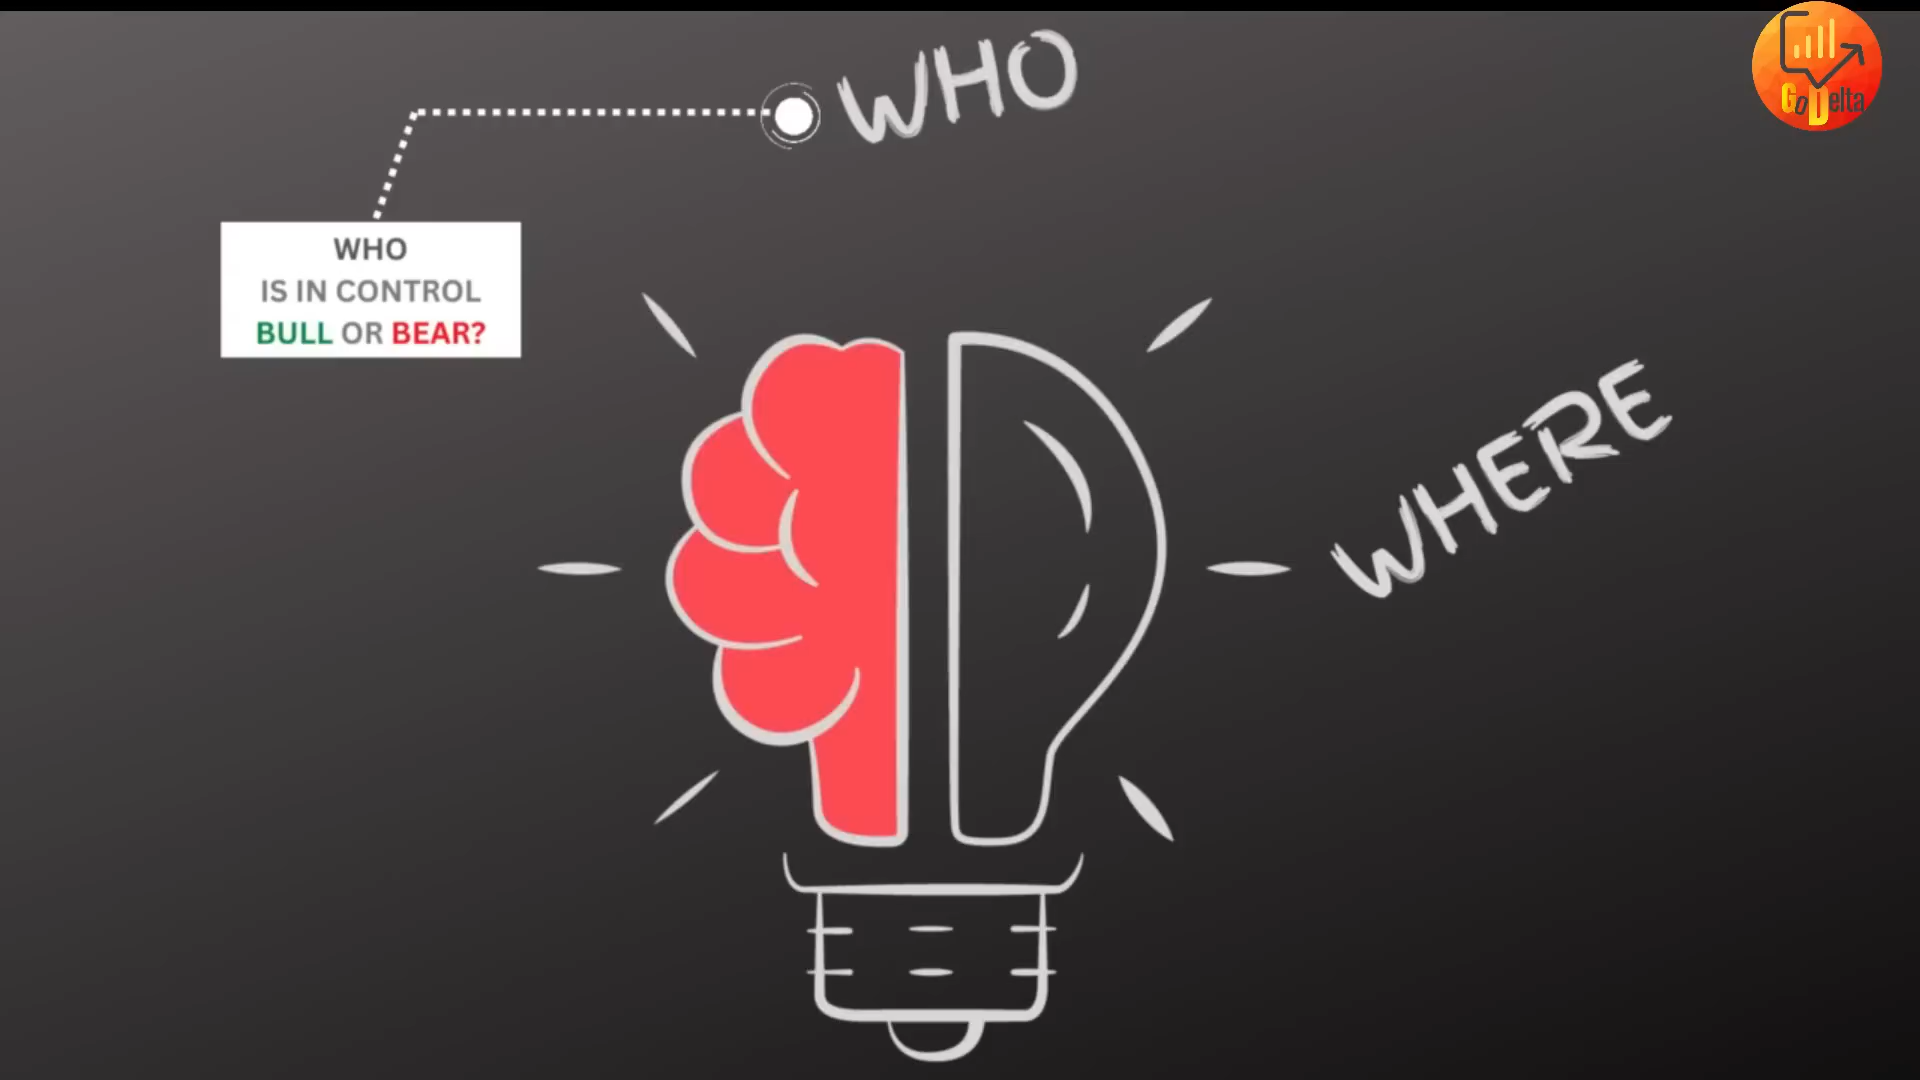 WHO
GoDelta
WHO
IS IN CONTROL
BULL OR BEAR?
WHERE